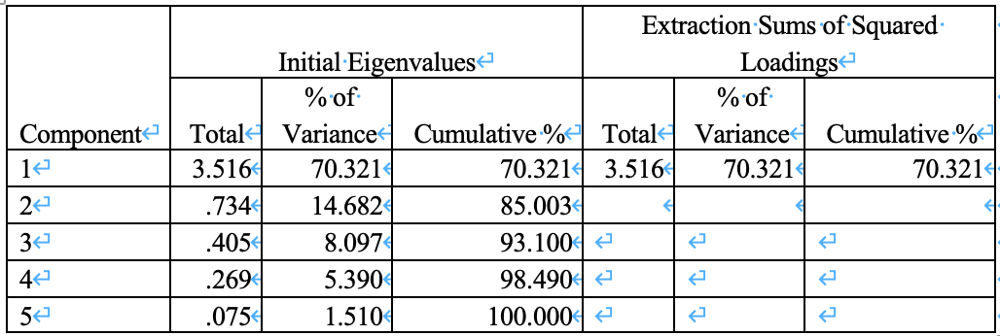 Extraction Sums of Squared
Initial Eigenvalues Loadings
% of % of
Component Total Variance Cumulative % Total Variance Cumulative %
1 3.516 70.321 70.321 3.516 70.321 70.321
2 .734 14.682 85.003
3 .405 8.097 93.100
4 .269 5.390 98.490
5 .075 1.510 100.000